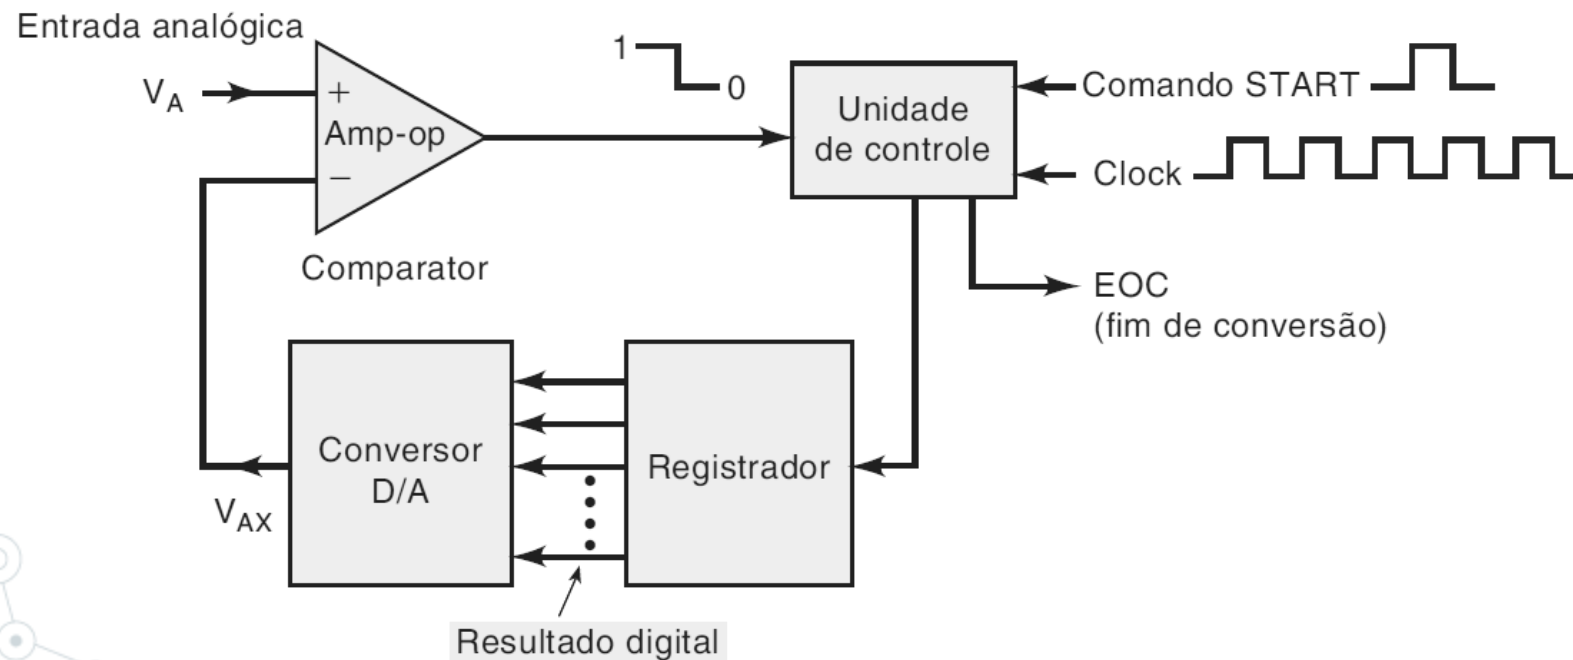 Entrada analógica
V_A
+
Amp-op
−
Comparator
1
0
Unidade
de controle
Comando START
Clock
EOC
(fim de conversão)
Conversor
D/A
Registrador
V_AX
Resultado digital